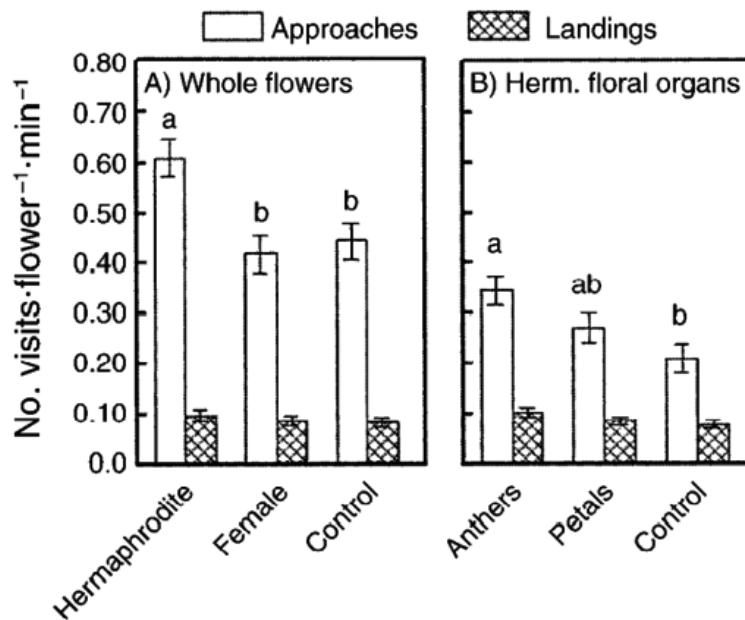 Approaches Landings
A) Whole flowers
B) Herm. floral organs
No. visits·flower⁻¹·min⁻¹
0.80
0.70
0.60
0.50
0.40
0.30
0.20
0.10
0.0
a
b
b
a
ab
b
Hermaphrodite
Female
Control
Anthers
Petals
Control